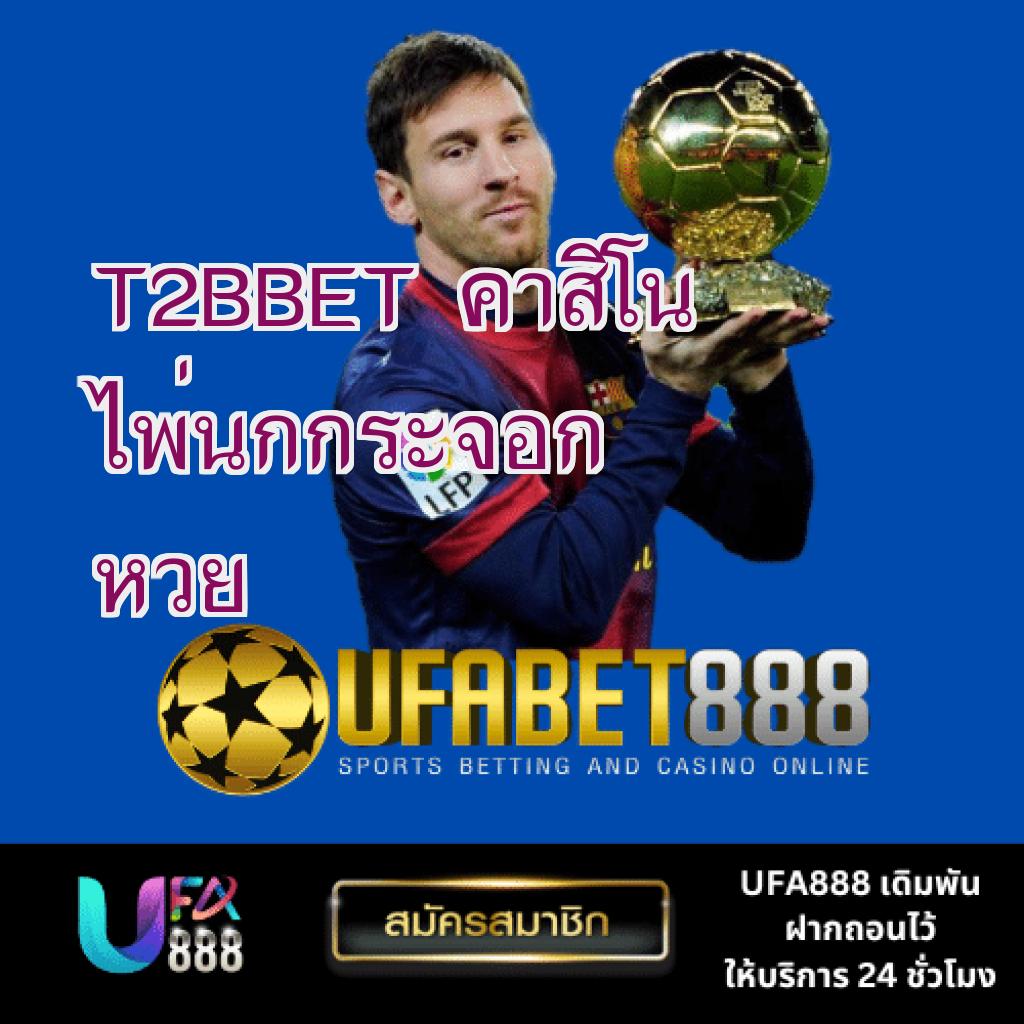 T2BBET คาสิโน
ไพ่นกกระจอก
หวย
LFP
UFABET888
SPORTS BETTING AND CASINO ONLINE
UFA
888
สมัครสมาชิก
UFA888 เดิมพัน
ฝากถอนไว้
ให้บริการ 24 ชั่วโมง